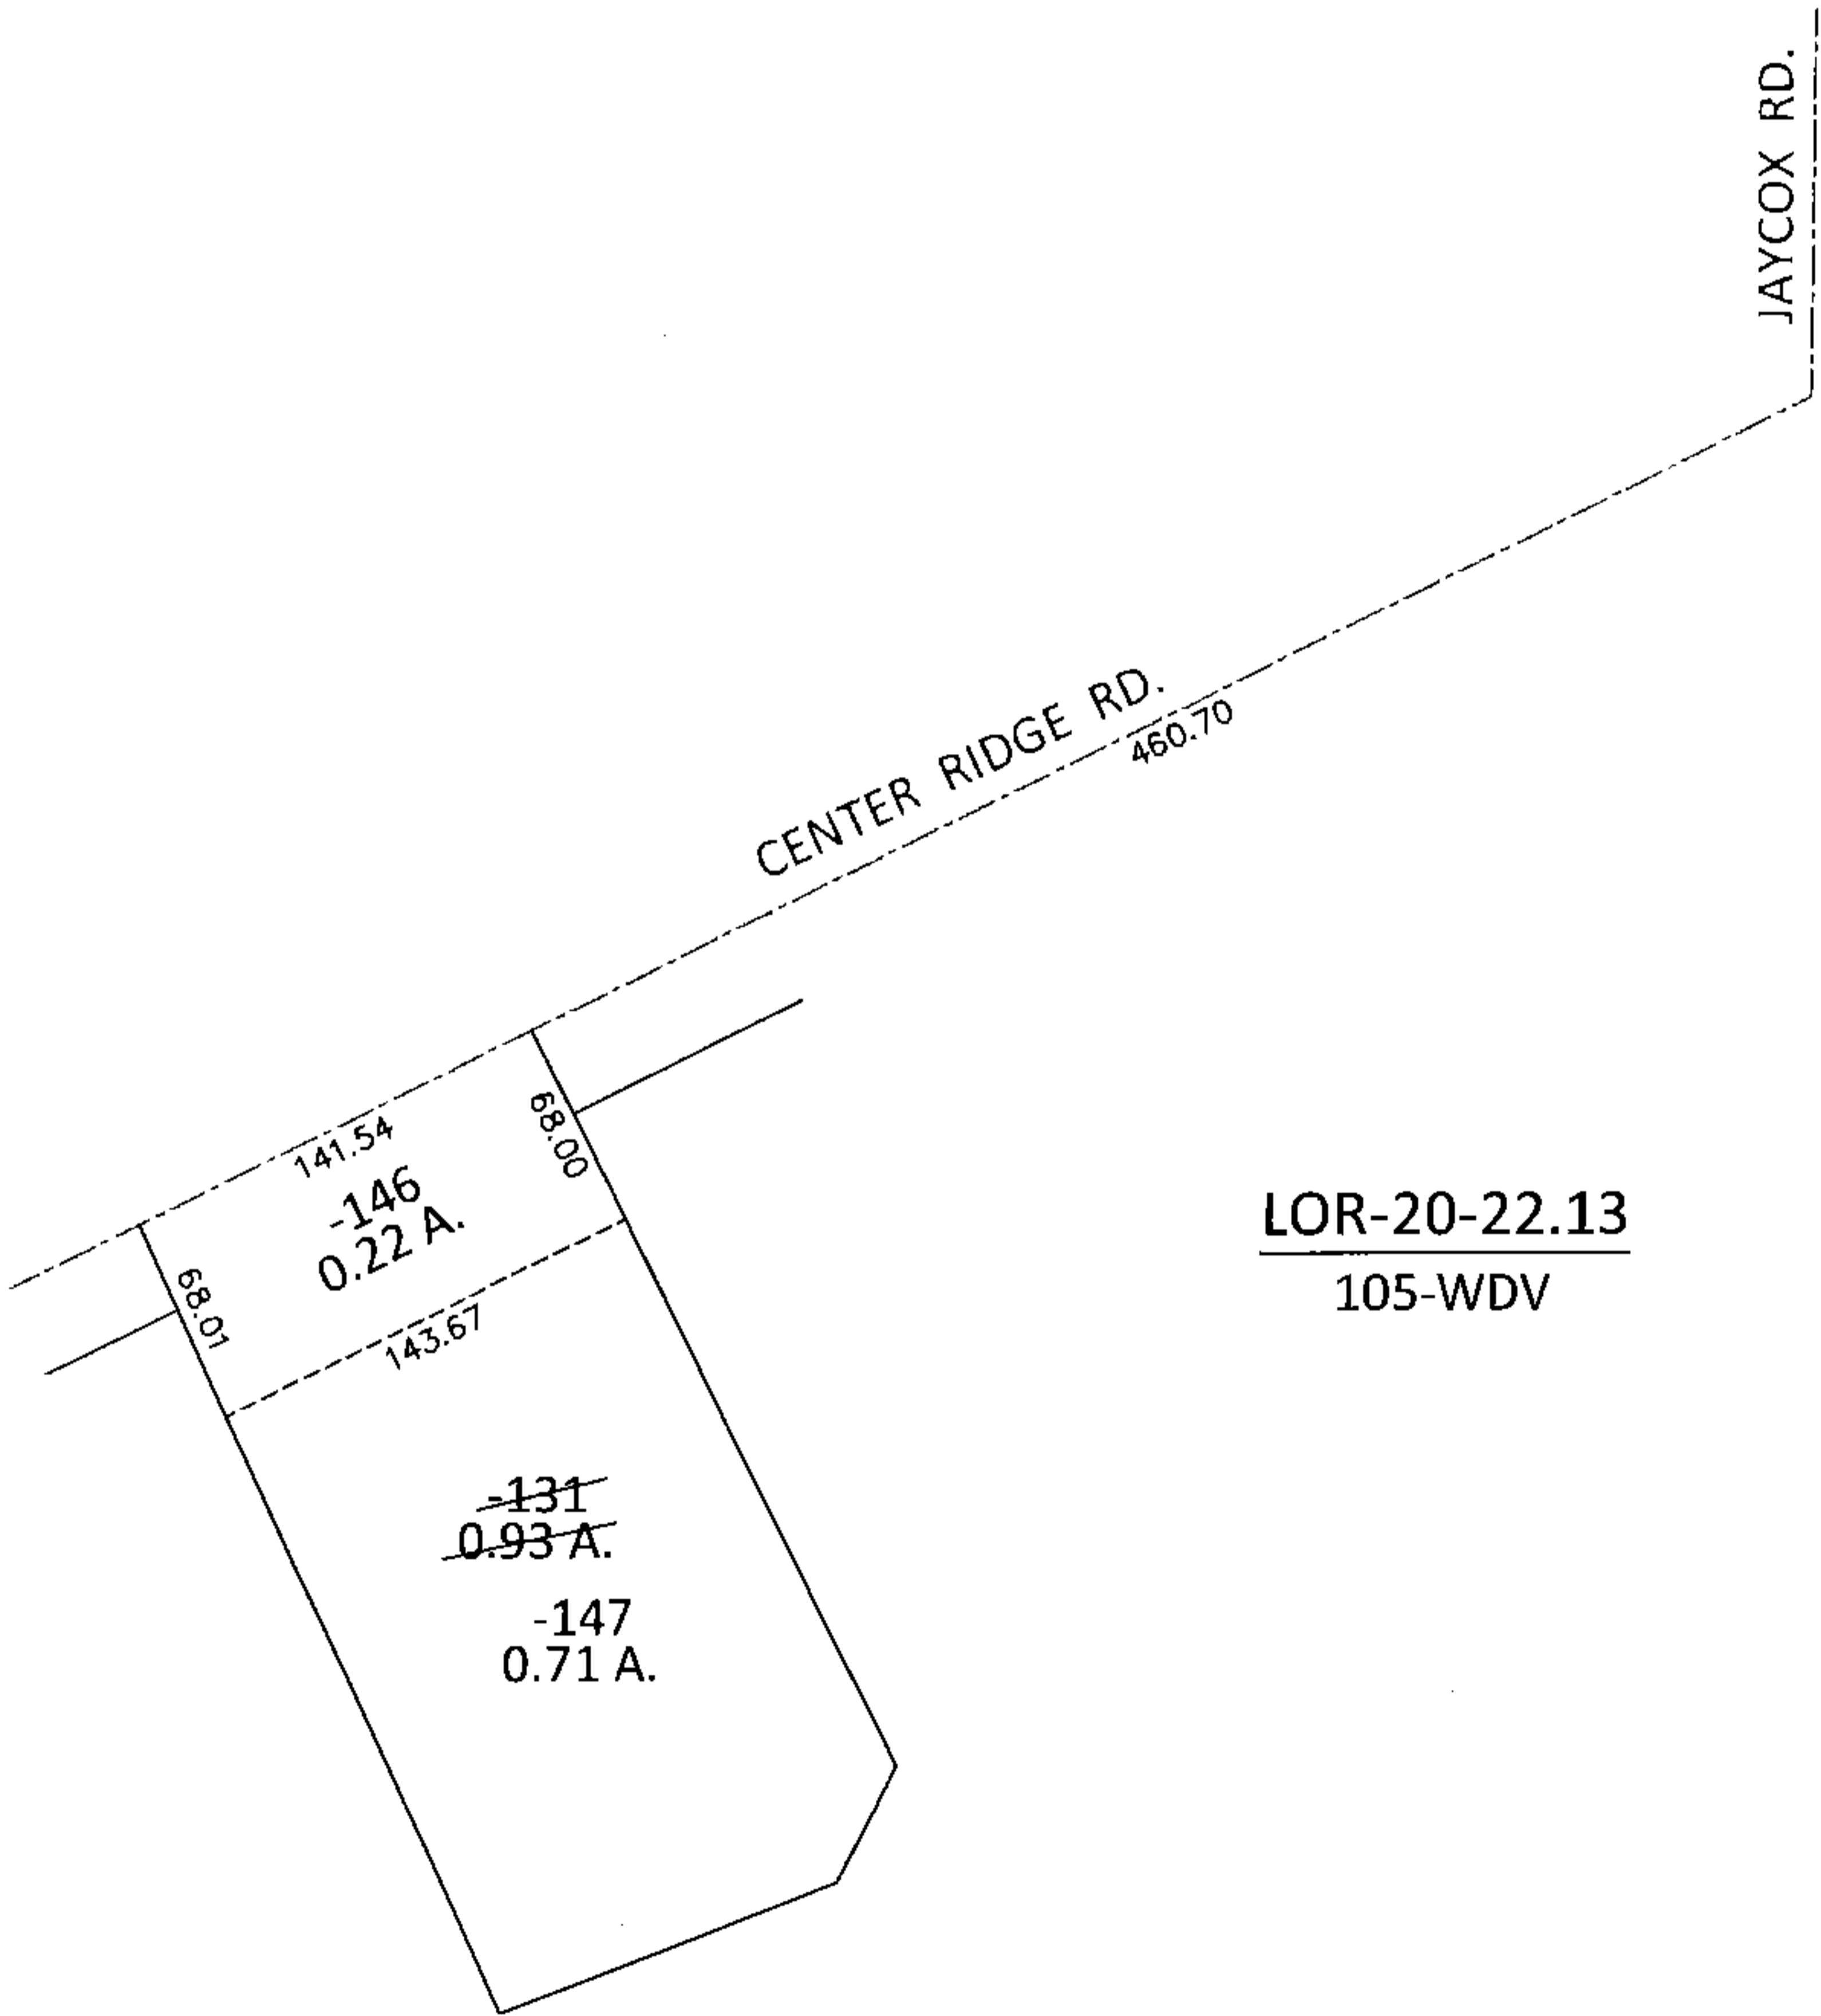 JAYCOX RD.
CENTER RIDGE RD.
460.70
141.54
68.00
-146
0.22 A.
68.01
143.67
LOR-20-22.13
105-WDV
-131
0.93 A.
-147
0.71 A.